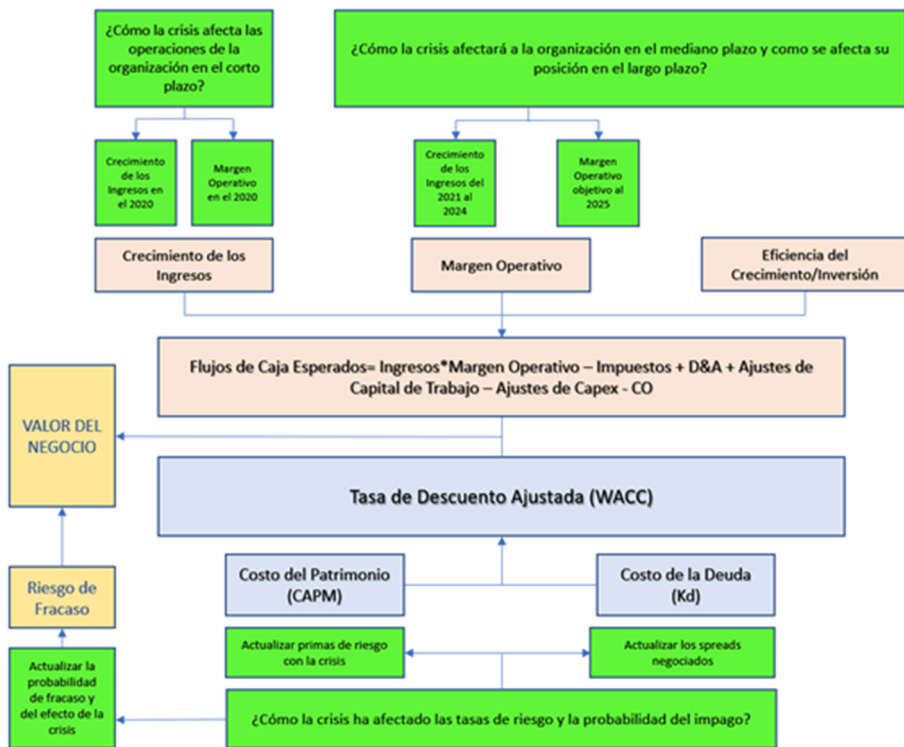 ¿Cómo la crisis afecta las
operaciones de la
organización en el corto
plazo?
¿Cómo la crisis afectará a la organización en el mediano plazo y como se afecta su
posición en el largo plazo?
Crecimiento
de los
Ingresos en
el 2020
Margen
Operativo
en el 2020
Crecimiento
de los
Ingresos del
2021 al
2024
Margen
Operativo
objetivo al
2025
Crecimiento de los
Ingresos
Margen Operativo
Eficiencia del
Crecimiento/Inversión
Flujos de Caja Esperados= Ingresos*Margen Operativo – Impuestos + D&A + Ajustes de
Capital de Trabajo – Ajustes de Capex - CO
VALOR DEL
NEGOCIO
Tasa de Descuento Ajustada (WACC)
Costo del Patrimonio
(CAPM)
Costo de la Deuda
(Kd)
Riesgo de
Fracaso
Actualizar primas de riesgo
con la crisis
Actualizar los spreads
negociados
Actualizar la
probabilidad
de fracaso y
del efecto de la
crisis
¿Cómo la crisis ha afectado las tasas de riesgo y la probabilidad del impago?